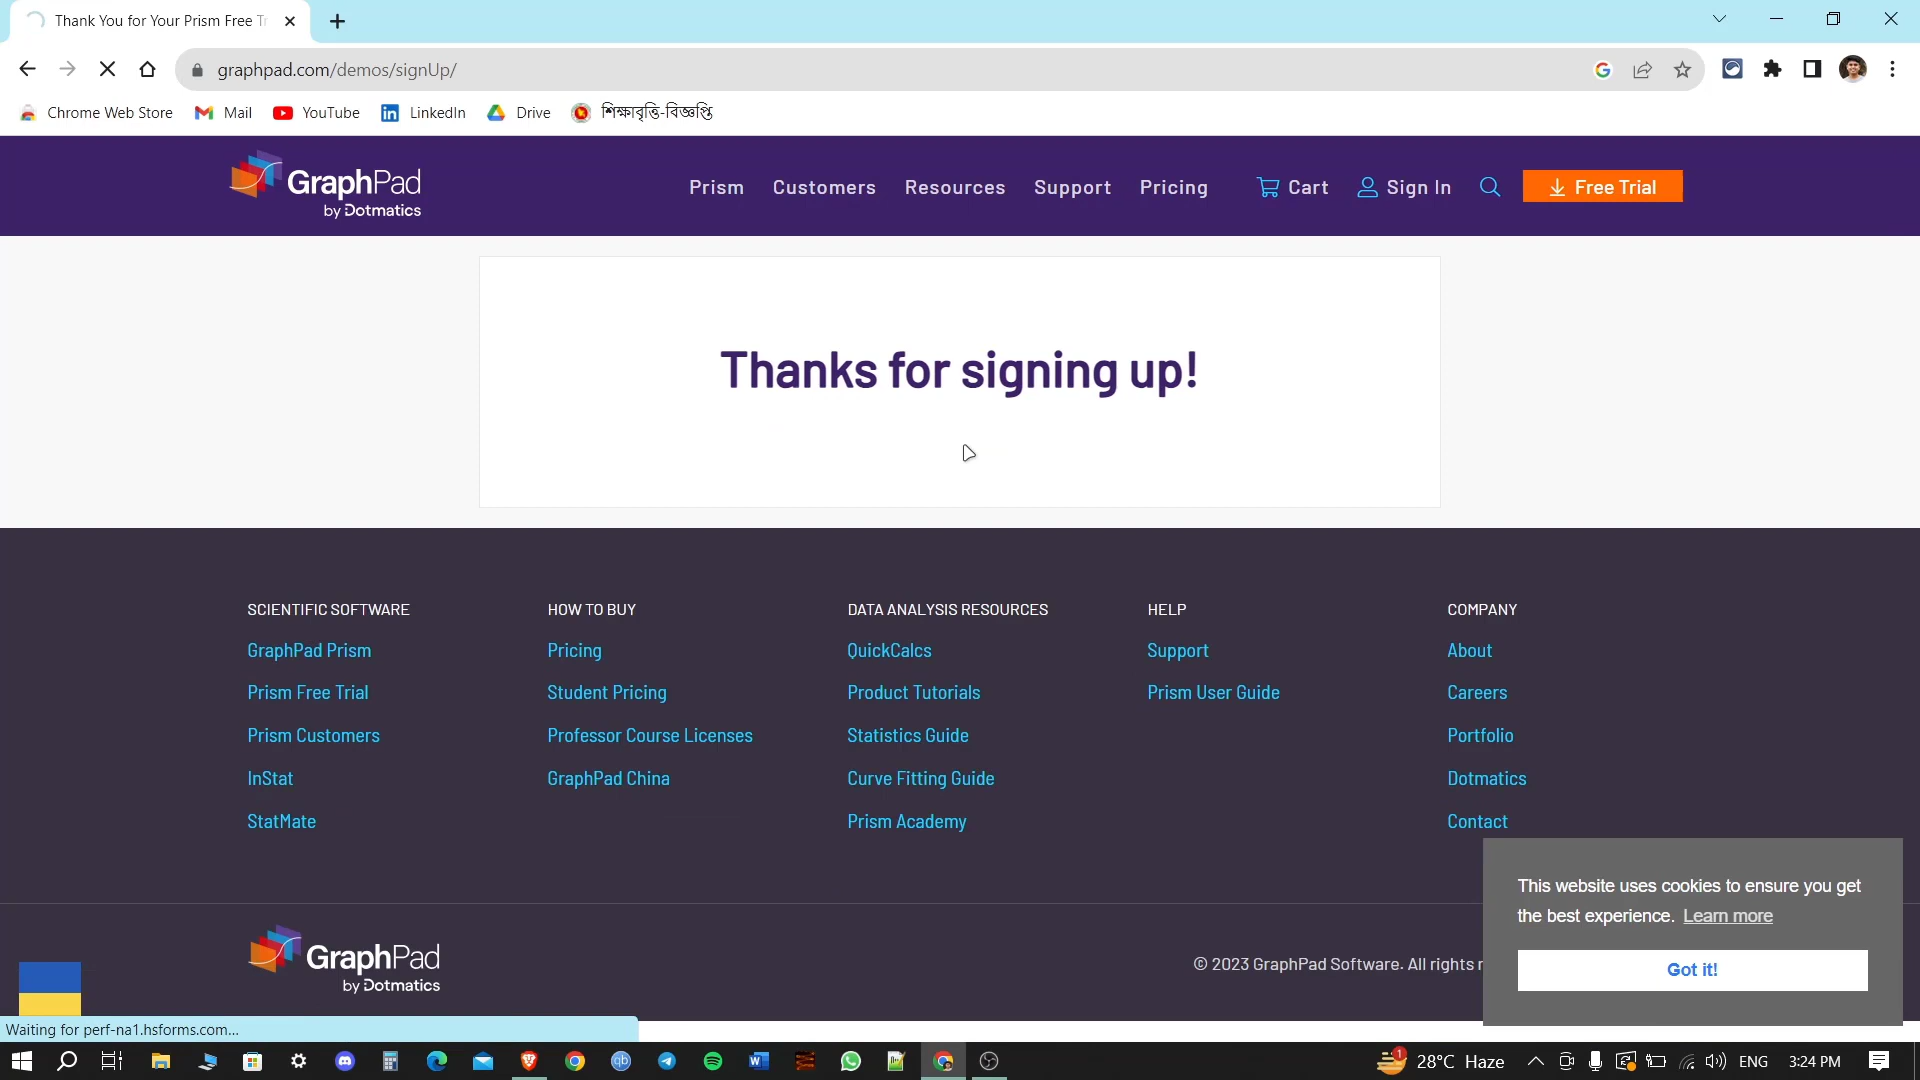 Thank You for Your Prism Free Tr
graphpad.com/demos/signUp/
Chrome Web Store
Mail
YouTube
LinkedIn
Drive
শিক্ষাবৃত্তি-বিজ্ঞপ্তি
GraphPad
by Dotmatics
Prism
Customers
Resources
Support
Pricing
Cart
Sign In
Free Trial
Thanks for signing up!
SCIENTIFIC SOFTWARE
GraphPad Prism
Prism Free Trial
Prism Customers
InStat
StatMate
HOW TO BUY
Pricing
Student Pricing
Professor Course Licenses
GraphPad China
DATA ANALYSIS RESOURCES
QuickCalcs
Product Tutorials
Statistics Guide
Curve Fitting Guide
Prism Academy
HELP
Support
Prism User Guide
COMPANY
About
Careers
Portfolio
Dotmatics
Contact
This website uses cookies to ensure you get
the best experience. Learn more
Got it!
GraphPad
by Dotmatics
© 2023 GraphPad Software. All rights r
Waiting for perf-na1.hsforms.com...
1
28°C Haze
ENG
3:24 PM